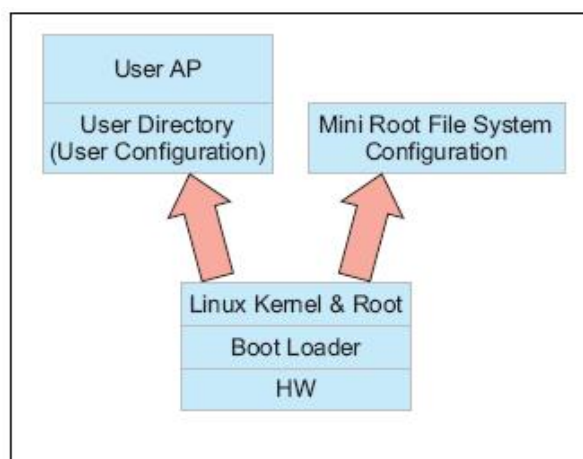 User AP
User Directory
(User Configuration)
Mini Root File System
Configuration
Linux Kernel & Root
Boot Loader
HW